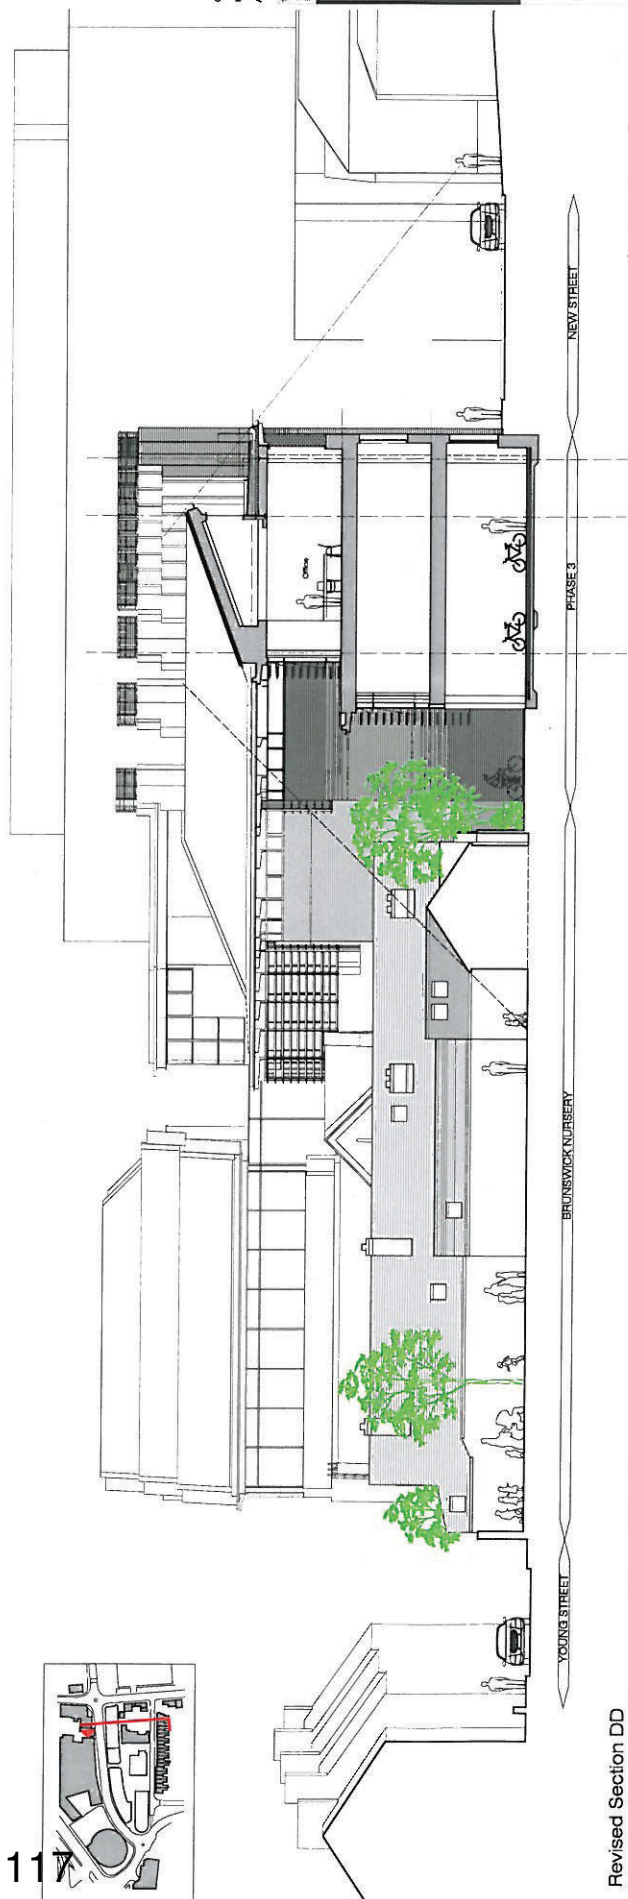 Revised Section DD
YOUNG STREET
BRUNSWICK NURSERY
PHASE 3
NEW STREET
Office
117